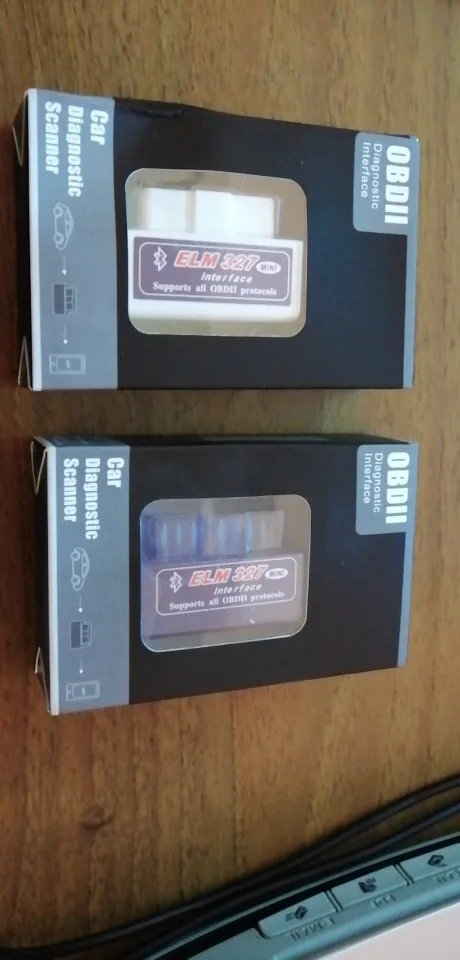 OBDII
Diagnostic
Interface
Car
Diagnostic
Scanner
ELM 327 MINI
Interface
Supports all OBDII protocols
OBDII
Diagnostic
Interface
Car
Diagnostic
Scanner
ELM 327 MINI
Interface
Supports all OBDII protocols